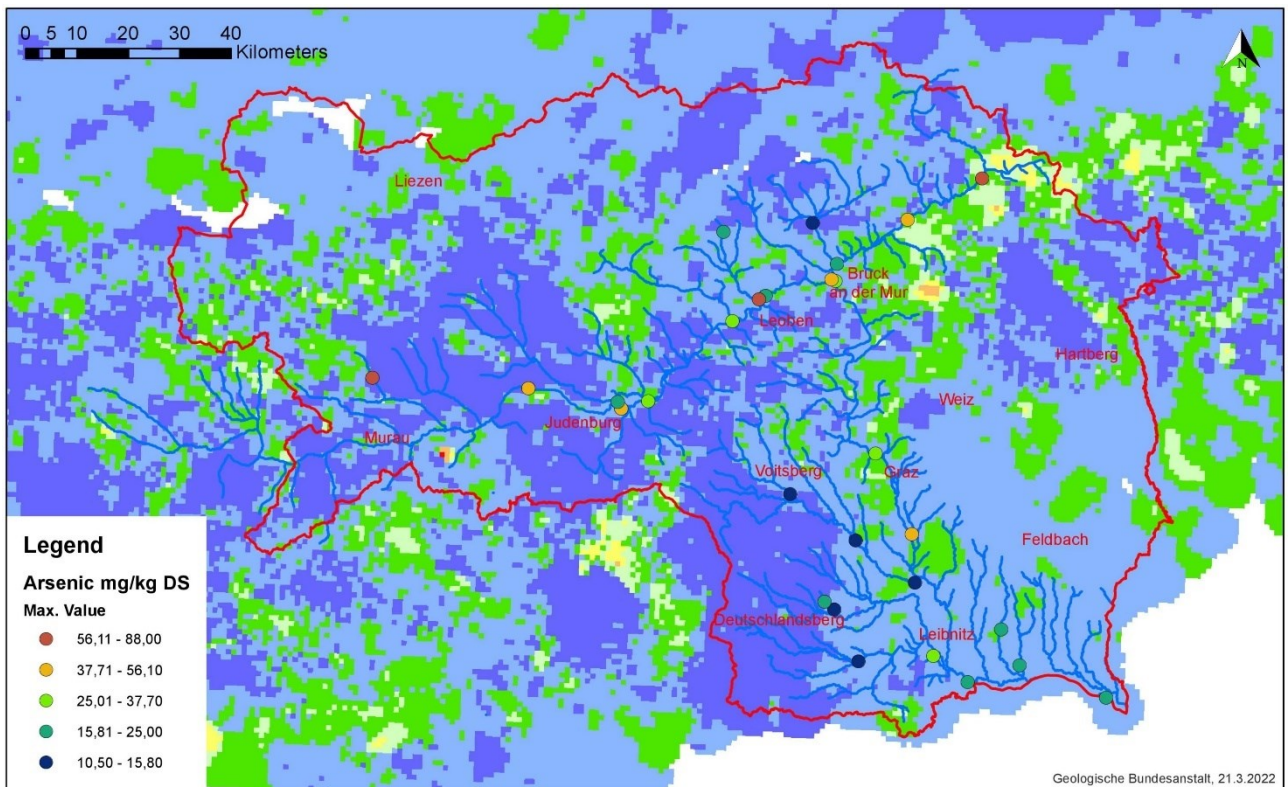 0 5 10 20 30 40
Kilometers
N
Liezen
Bruck
an der Mur
Leoben
Hartberg
Weiz
Judenburg
Murau
Voitsberg
Graz
Feldbach
Deutschlandsberg
Leibnitz
Legend
Arsenic mg/kg DS
Max. Value
56,11 - 88,00
37,71 - 56,10
25,01 - 37,70
15,81 - 25,00
10,50 - 15,80
Geologische Bundesanstalt, 21.3.2022